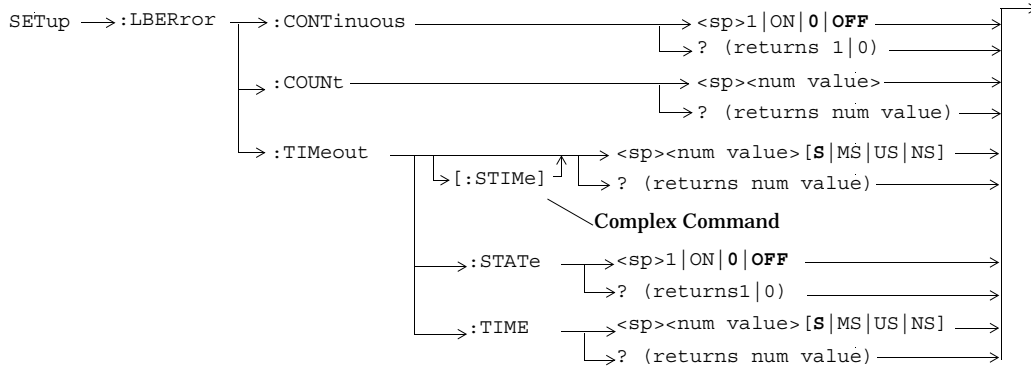 SETup :LBERror :CONTinuous <sp>1|ON|0|OFF
? (returns 1|0)
:COUNt <sp><num value>
? (returns num value)
:TIMeout <sp><num value>[S|MS|US|NS]
[:STIMe] ? (returns num value)
Complex Command
:STATe <sp>1|ON|0|OFF
? (returns1|0)
:TIME <sp><num value>[S|MS|US|NS]
? (returns num value)